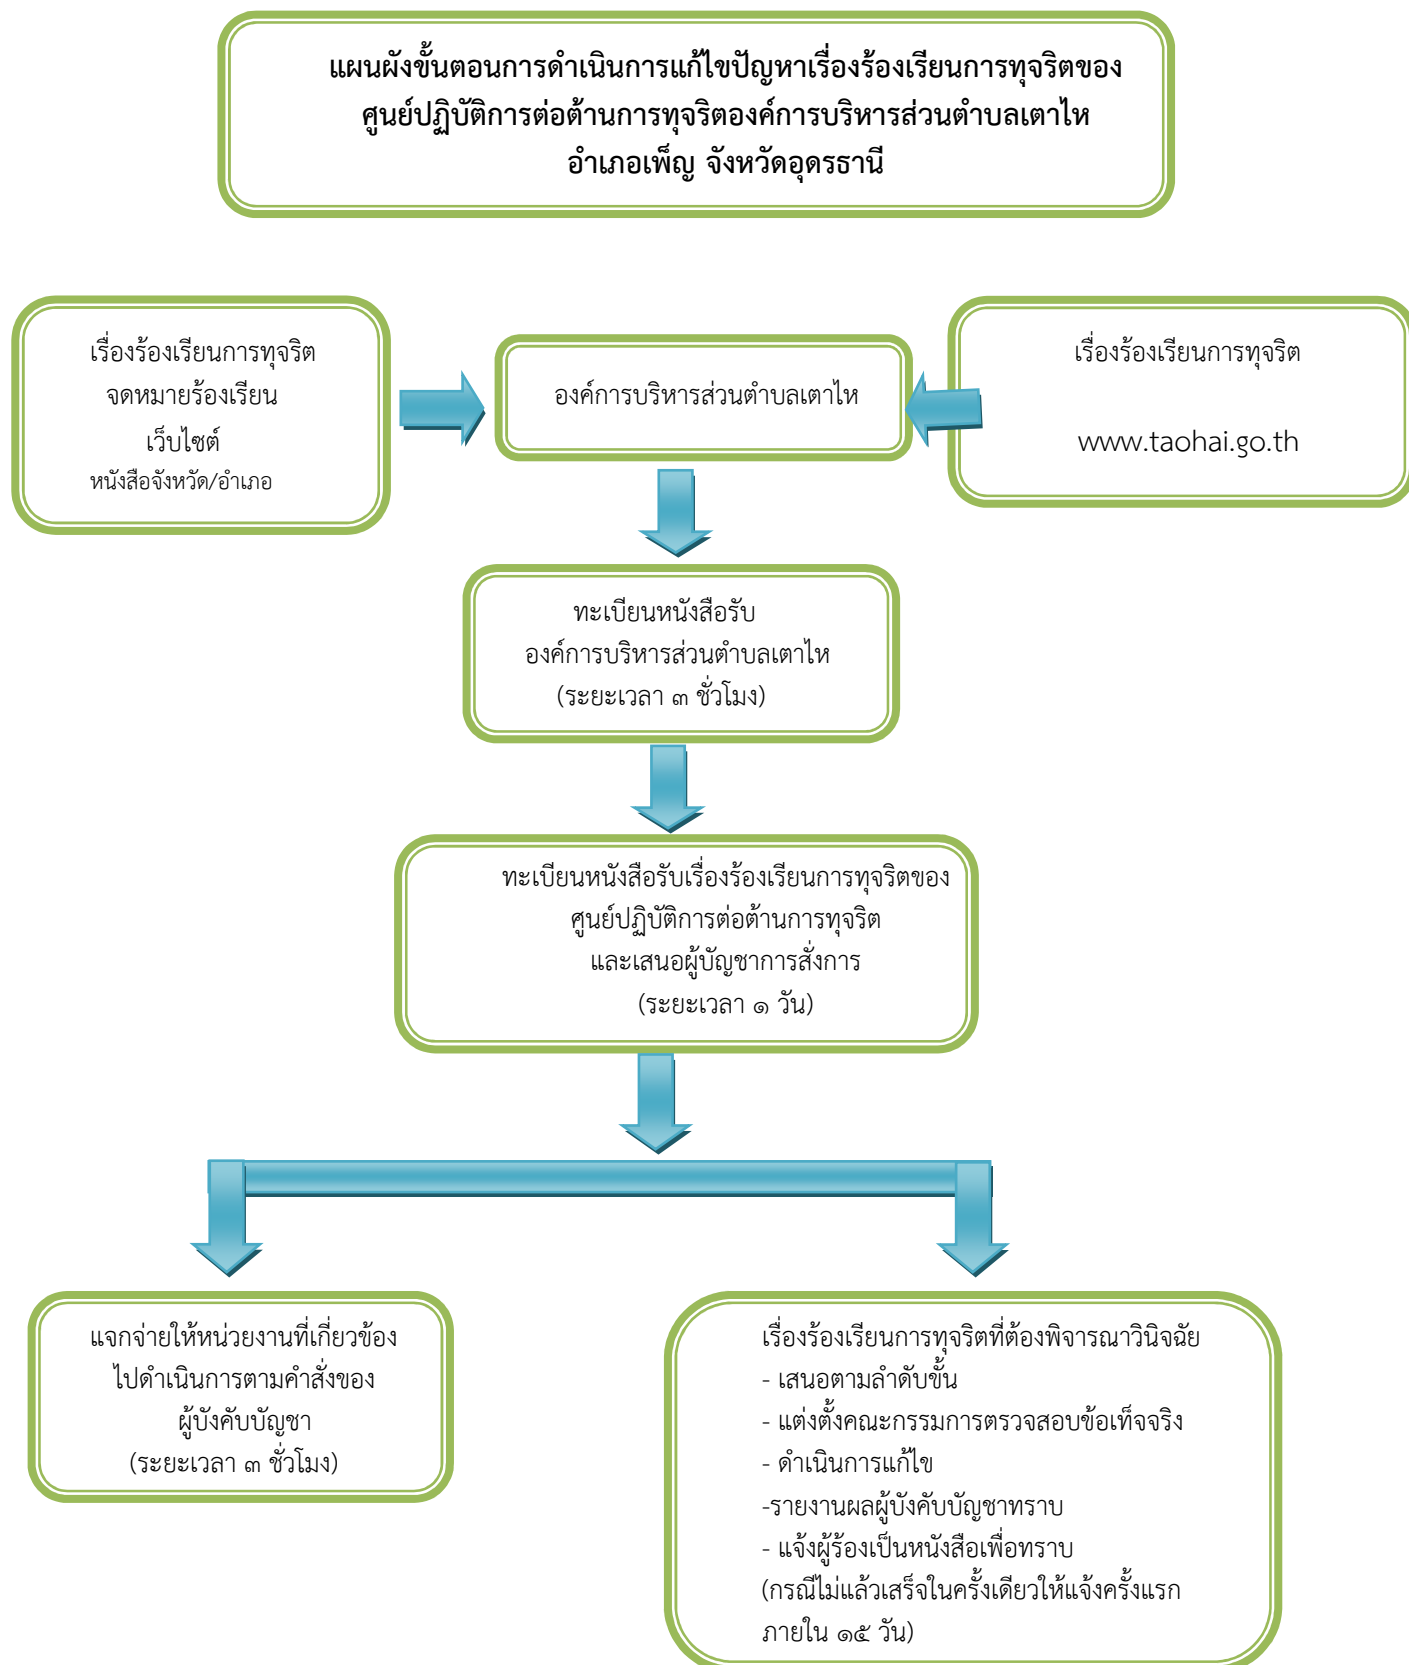 แผนผังขั้นตอนการดำเนินการแก้ไขปัญหาเรื่องร้องเรียนการทุจริตของ
ศูนย์ปฏิบัติการต่อต้านการทุจริตองค์การบริหารส่วนตำบลเตาไห
อำเภอเพ็ญ จังหวัดอุดรธานี
เรื่องร้องเรียนการทุจริต
จดหมายร้องเรียน
เว็บไซต์
หนังสือจังหวัด/อำเภอ
องค์การบริหารส่วนตำบลเตาไห
เรื่องร้องเรียนการทุจริต
www.taohai.go.th
ทะเบียนหนังสือรับ
องค์การบริหารส่วนตำบลเตาไห
(ระยะเวลา ๓ ชั่วโมง)
ทะเบียนหนังสือรับเรื่องร้องเรียนการทุจริตของ
ศูนย์ปฏิบัติการต่อต้านการทุจริต
และเสนอผู้บัญชาการสั่งการ
(ระยะเวลา ๑ วัน)
แจกจ่ายให้หน่วยงานที่เกี่ยวข้อง
ไปดำเนินการตามคำสั่งของ
ผู้บังคับบัญชา
(ระยะเวลา ๓ ชั่วโมง)
เรื่องร้องเรียนการทุจริตที่ต้องพิจารณาวินิจฉัย
- เสนอตามลำดับขั้น
- แต่งตั้งคณะกรรมการตรวจสอบข้อเท็จจริง
- ดำเนินการแก้ไข
-รายงานผลผู้บังคับบัญชาทราบ
- แจ้งผู้ร้องเป็นหนังสือเพื่อทราบ
(กรณีไม่แล้วเสร็จในครั้งเดียวให้แจ้งครั้งแรก
ภายใน ๑๕ วัน)